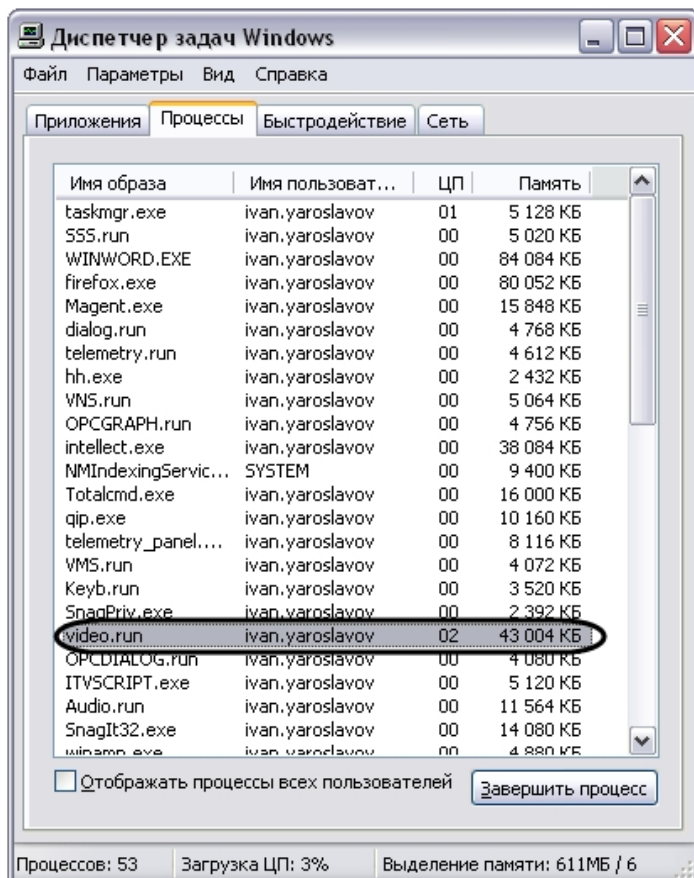 Диспетчер задач Windows
Файл Параметры Вид Справка
Приложения Процессы Быстродействие Сеть
Имя образа Имя пользоват... ЦП Память
taskmgr.exe ivan.yaroslavov 01 5 128 КБ
SSS.run ivan.yaroslavov 00 5 020 КБ
WINWORD.EXE ivan.yaroslavov 00 84 084 КБ
firefox.exe ivan.yaroslavov 00 80 052 КБ
Magent.exe ivan.yaroslavov 00 15 848 КБ
dialog.run ivan.yaroslavov 00 4 768 КБ
telemetry.run ivan.yaroslavov 00 4 612 КБ
hh.exe ivan.yaroslavov 00 2 432 КБ
VNS.run ivan.yaroslavov 00 5 064 КБ
OPCGRAPH.run ivan.yaroslavov 00 4 756 КБ
intellect.exe ivan.yaroslavov 00 38 084 КБ
NMIndexingServic... SYSTEM 00 9 400 КБ
Totalcmd.exe ivan.yaroslavov 00 16 000 КБ
qip.exe ivan.yaroslavov 00 10 160 КБ
telemetry_panel.... ivan.yaroslavov 00 8 116 КБ
VMS.run ivan.yaroslavov 00 4 072 КБ
Keyb.run ivan.yaroslavov 00 3 520 КБ
SnagPriv.exe ivan.yaroslavov 00 2 392 КБ
video.run ivan.yaroslavov 02 43 004 КБ
OPCDIALOG.run ivan.yaroslavov 00 4 080 КБ
ITVSCRIPT.exe ivan.yaroslavov 00 5 120 КБ
Audio.run ivan.yaroslavov 00 11 564 КБ
SnagIt32.exe ivan.yaroslavov 00 14 080 КБ
winamp.exe ivan.yaroslavov 00 4 880 КБ
Отображать процессы всех пользователей Завершить процесс
Процессов: 53 Загрузка ЦП: 3% Выделение памяти: 611МБ / 6